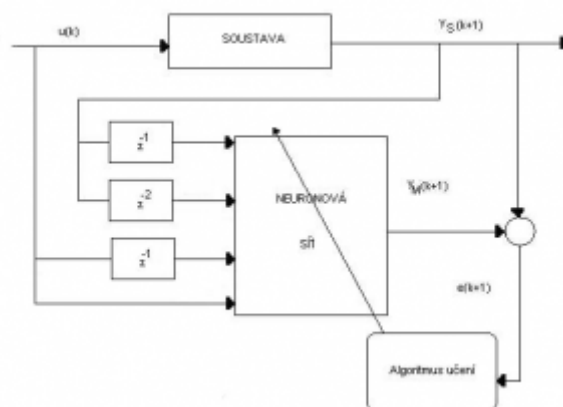 u(k)
SOUSTAVA
Y_S(k+1)
z^-1
z^-2
z^-1
NEURONOVÁ
SÍŤ
Y_M(k+1)
e(k+1)
Algoritmus učení